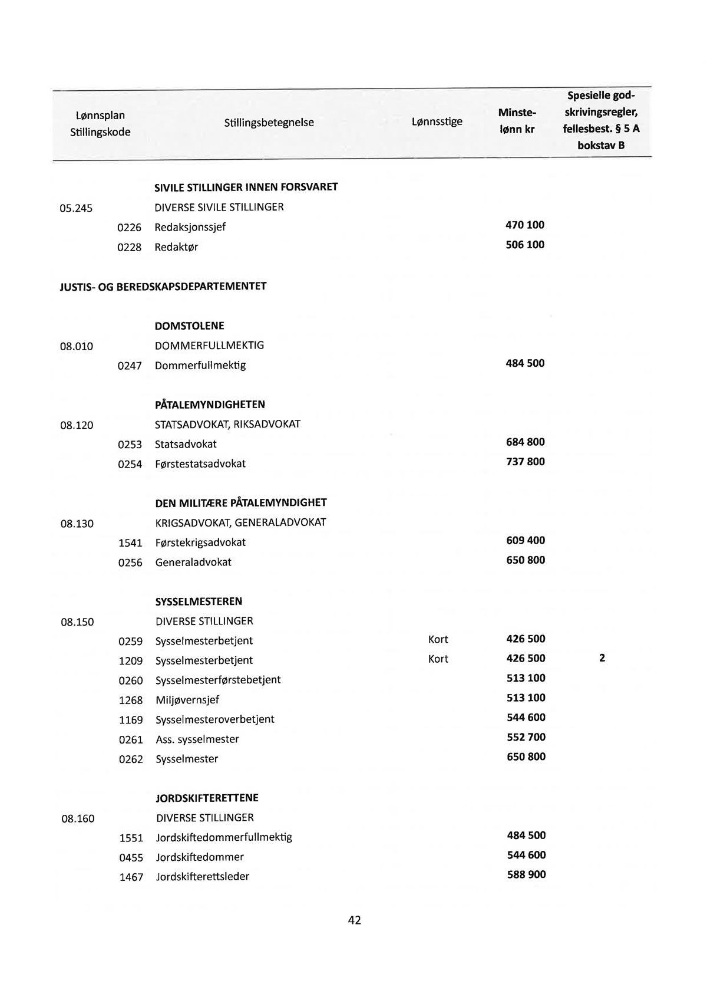 Lønnsplan
Stillingskode
Stillingsbetegnelse
Lønnsstige
Minste-
lønn kr
Spesielle god-
skrivingsregler,
fellesbest. § 5 A
bokstav B
SIVILE STILLINGER INNEN FORSVARET
05.245 DIVERSE SIVILE STILLINGER
0226 Redaksjonssjef 470 100
0228 Redaktør 506 100
JUSTIS- OG BEREDSKAPSDEPARTEMENTET
DOMSTOLENE
08.010 DOMMERFULLMEKTIG
0247 Dommerfullmektig 484 500
PÅTALEMYNDIGHETEN
08.120 STATSADVOKAT, RIKSADVOKAT
0253 Statsadvokat 684 800
0254 Førstestatsadvokat 737 800
DEN MILITÆRE PÅTALEMYNDIGHET
08.130 KRIGSADVOKAT, GENERALADVOKAT
1541 Førstekrigsadvokat 609 400
0256 Generaladvokat 650 800
SYSSELMESTEREN
08.150 DIVERSE STILLINGER
0259 Sysselmesterbetjent Kort 426 500
1209 Sysselmesterbetjent Kort 426 500 2
0260 Sysselmesterførstebetjent 513 100
1268 Miljøvernsjef 513 100
1169 Sysselmesteroverbetjent 544 600
0261 Ass. sysselmester 552 700
0262 Sysselmester 650 800
JORDSKIFTERETTENE
08.160 DIVERSE STILLINGER
1551 Jordskiftedommerfullmektig 484 500
0455 Jordskiftedommer 544 600
1467 Jordskifterettsleder 588 900
42